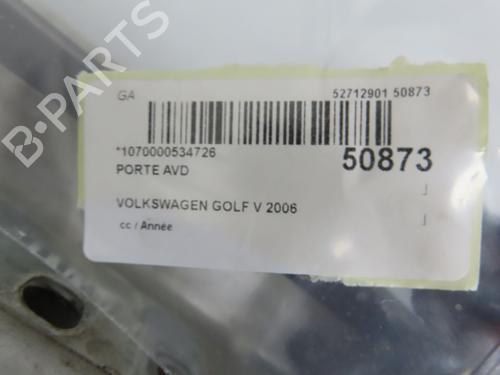 B-PARTS
GA
52712901 50873
*1070000534726
50873
PORTE AVD
VOLKSWAGEN GOLF V 2006
cc / Année